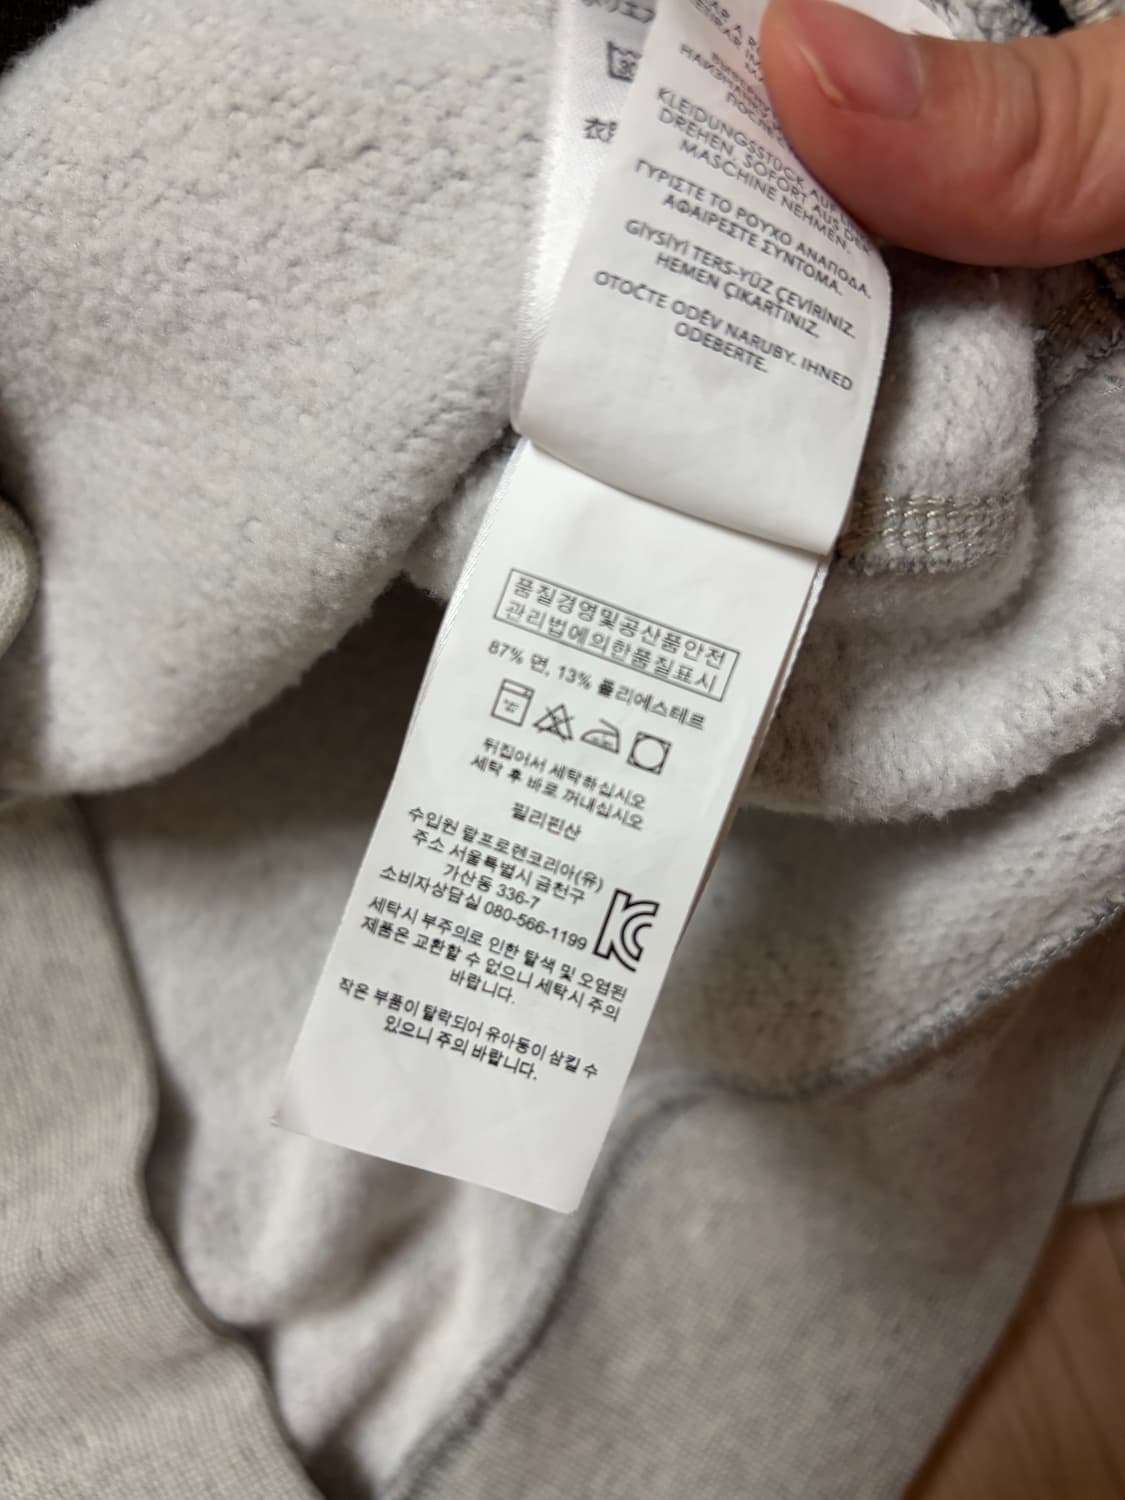 衣
KLEIDUNGSSTÜCK
DREHEN, SOFORT AUS DER
MASCHINE NEHMEN.
ΓΥΡΙΣΤΕ ΤΟ ΡΟΥΧΟ ΑΝΑΠΟΔΑ.
ΑΦΑΙΡΕΣΤΕ ΣΥΝΤΟΜΑ.
GİYSİYİ TERS-YÜZ ÇEVİRİNİZ.
HEMEN ÇIKARTINIZ.
OTOČTE ODĚV NARUBY. IHNED
ODEBERTE.
품질경영및공산품안전
관리법에의한품질표시
87% 면, 13% 폴리에스테르
뒤집어서 세탁하십시오
세탁 후 바로 꺼내십시오
필리핀산
수입원 랄프로렌코리아(유)
주소 서울특별시 금천구
가산동 336-7
소비자상담실 080-566-1199
세탁시 부주의로 인한 탈색 및 오염된
제품은 교환할 수 없으니 세탁시 주의
바랍니다.
작은 부품이 탈락되어 유아동이 삼킬 수
있으니 주의 바랍니다.